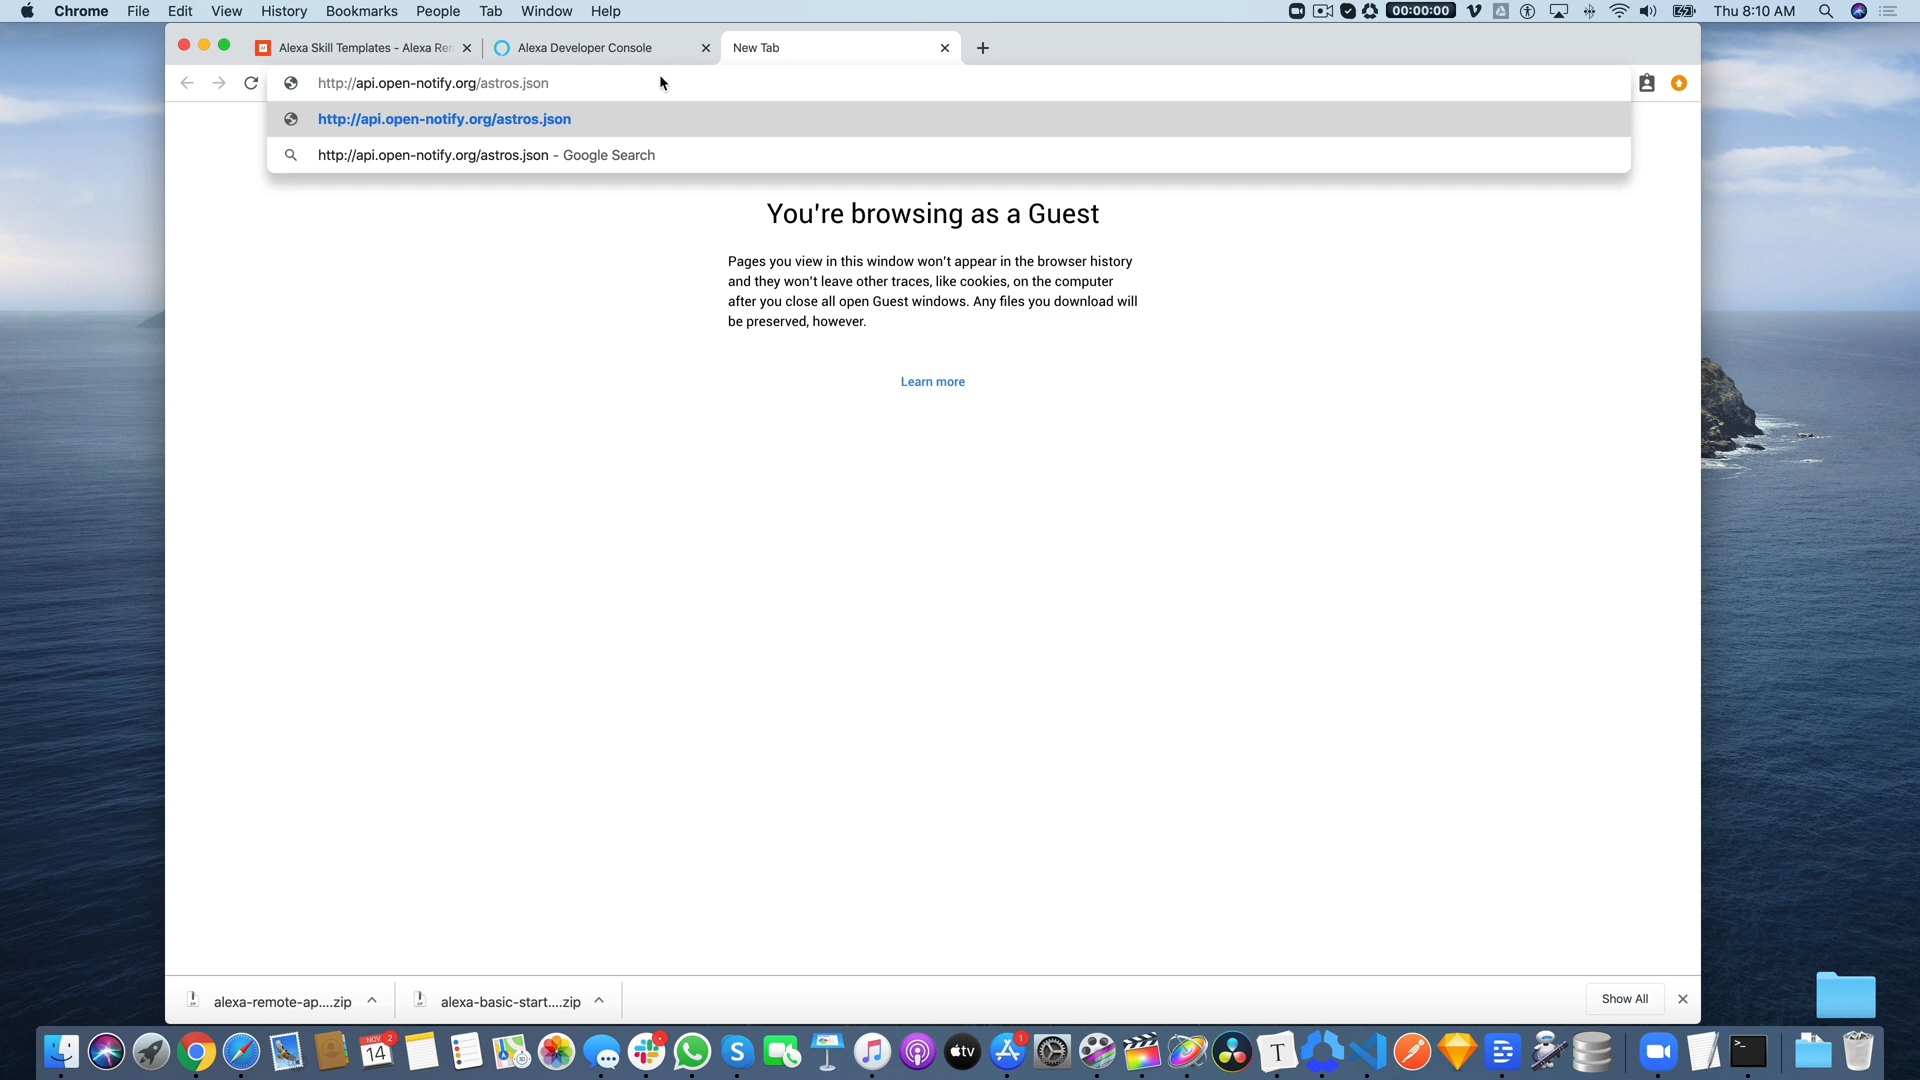 Chrome File Edit View History Bookmarks People Tab Window Help
00:00:00 Thu 8:10 AM
Alexa Skill Templates - Alexa Re
Alexa Developer Console
New Tab
http://api.open-notify.org/astros.json
http://api.open-notify.org/astros.json
http://api.open-notify.org/astros.json - Google Search
You're browsing as a Guest
Pages you view in this window won't appear in the browser history
and they won't leave other traces, like cookies, on the computer
after you close all open Guest windows. Any files you download will
be preserved, however.
Learn more
alexa-remote-ap....zip
alexa-basic-start....zip
Show All
NOV 14
2
tv
1
T